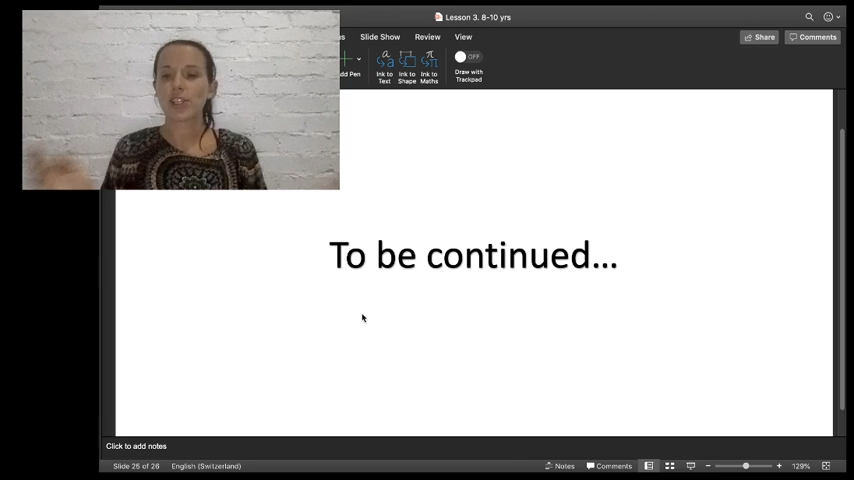 Lesson 3. 8-10 yrs
Slide Show Review View
Share Comments
Ink to Text
Ink to Shape
Ink to Maths
Draw with Trackpad
OFF
Pen
To be continued...
Click to add notes
Slide 25 of 26 English (Switzerland) Notes Comments 129%